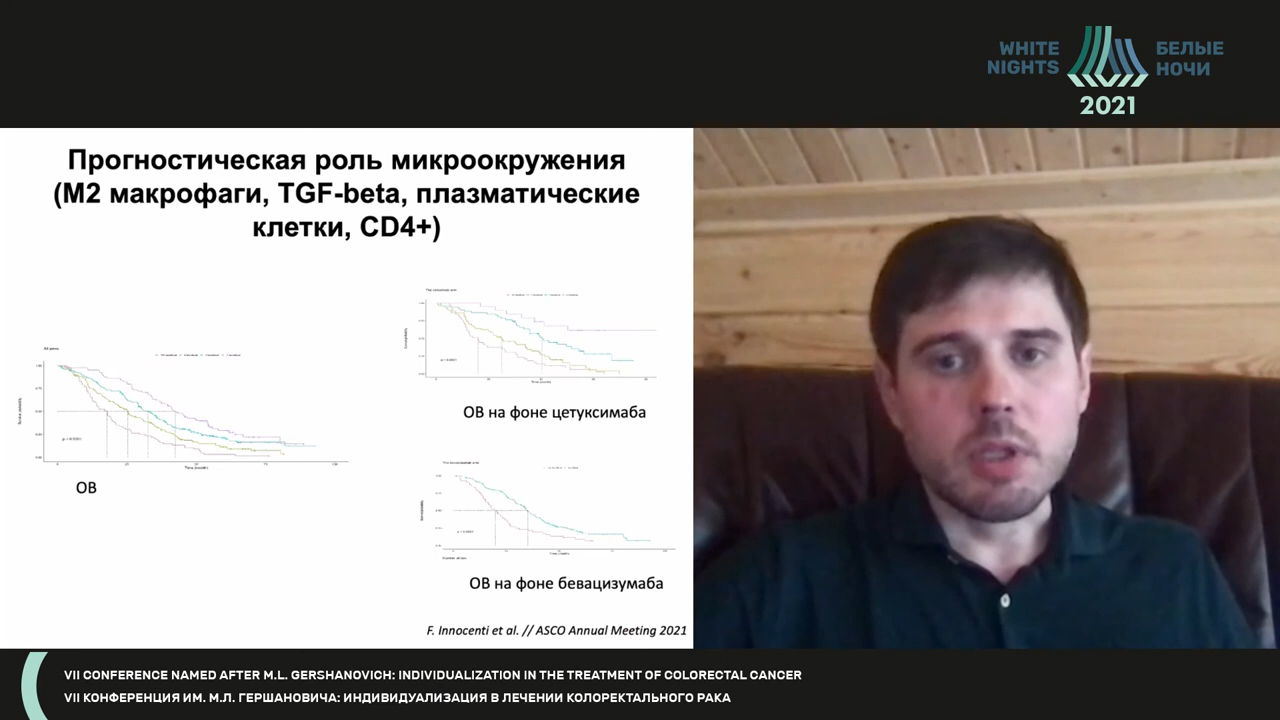 WHITE
NIGHTS
БЕЛЫЕ
НОЧИ
2021
Прогностическая роль микроокружения
(М2 макрофаги, TGF-beta, плазматические
клетки, CD4+)
ОВ на фоне цетуксимаба
ОВ
ОВ на фоне бевацизумаба
F. Innocenti et al. // ASCO Annual Meeting 2021
VII CONFERENCE NAMED AFTER M.L. GERSHANOVICH: INDIVIDUALIZATION IN THE TREATMENT OF COLORECTAL CANCER
VII КОНФЕРЕНЦИЯ ИМ. М.Л. ГЕРШАНОВИЧА: ИНДИВИДУАЛИЗАЦИЯ В ЛЕЧЕНИИ КОЛОРЕКТАЛЬНОГО РАКА